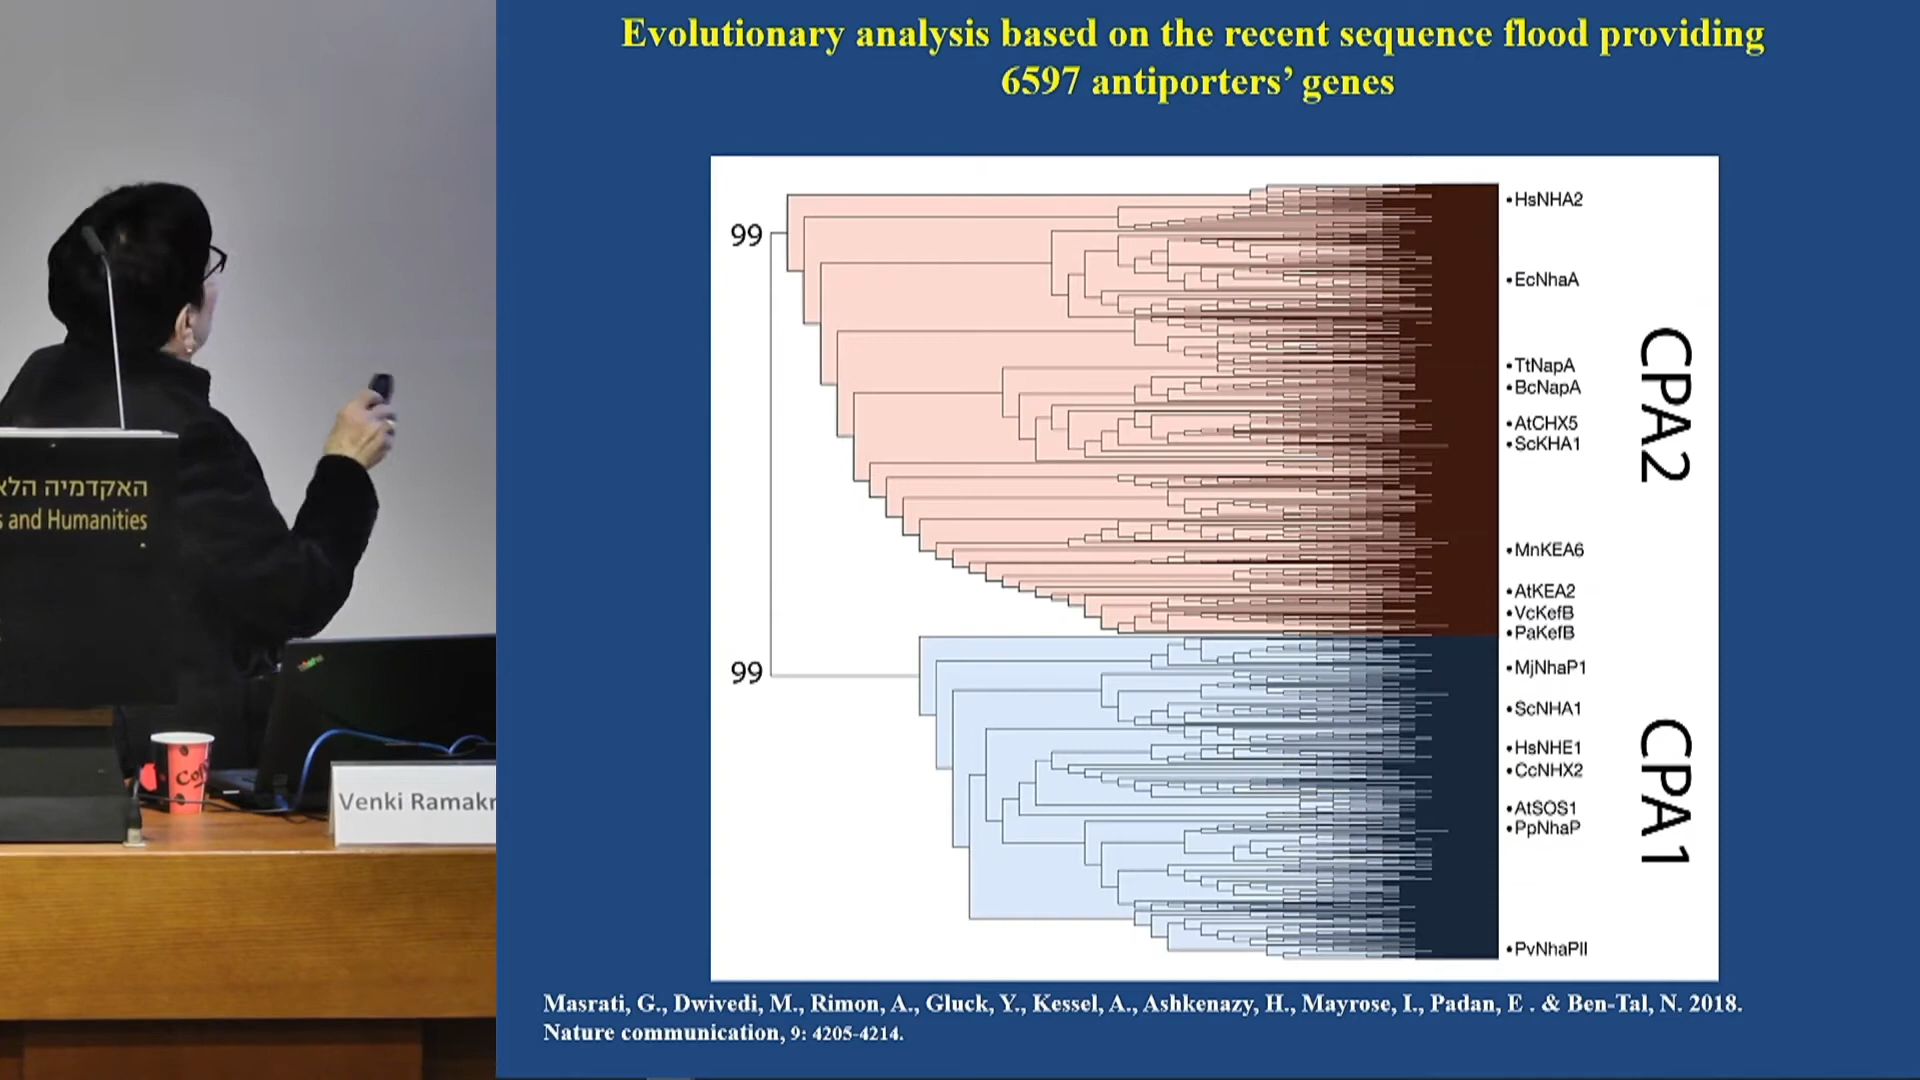 Evolutionary analysis based on the recent sequence flood providing
6597 antiporters’ genes
99
99
HsNHA2
EcNhaA
TtNapA
BcNapA
AtCHX5
ScKHA1
MnKEA6
AtKEA2
VcKefB
PaKefB
MjNhaP1
ScNHA1
HsNHE1
CcNHX2
AtSOS1
PpNhaP
PvNhaPII
CPA2
CPA1
Masrati, G., Dwivedi, M., Rimon, A., Gluck, Y., Kessel, A., Ashkenazy, H., Mayrose, I., Padan, E . & Ben-Tal, N. 2018.
Nature communication, 9: 4205-4214.
האקדמיה
and Humanities
Venki